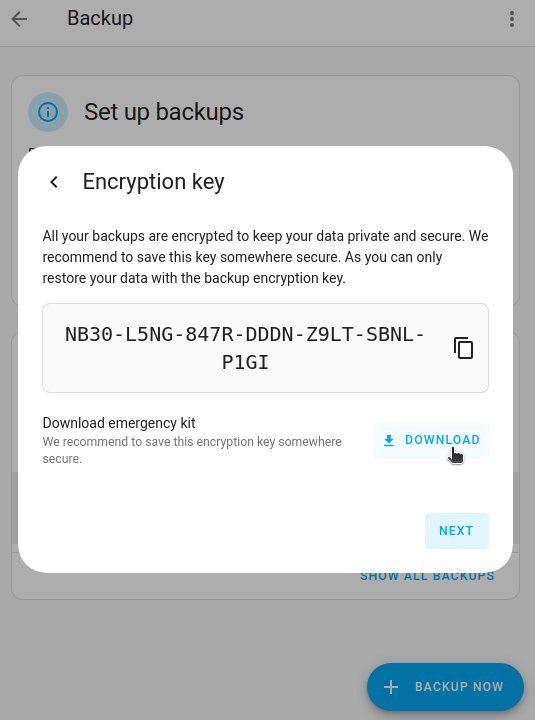 Backup
Set up backups
Encryption key
All your backups are encrypted to keep your data private and secure. We
recommend to save this key somewhere secure. As you can only
restore your data with the backup encryption key.
NB30-L5NG-847R-DDDN-Z9LT-SBNL-
P1GI
Download emergency kit
We recommend to save this encryption key somewhere
secure.
DOWNLOAD
NEXT
SHOW ALL BACKUPS
BACKUP NOW